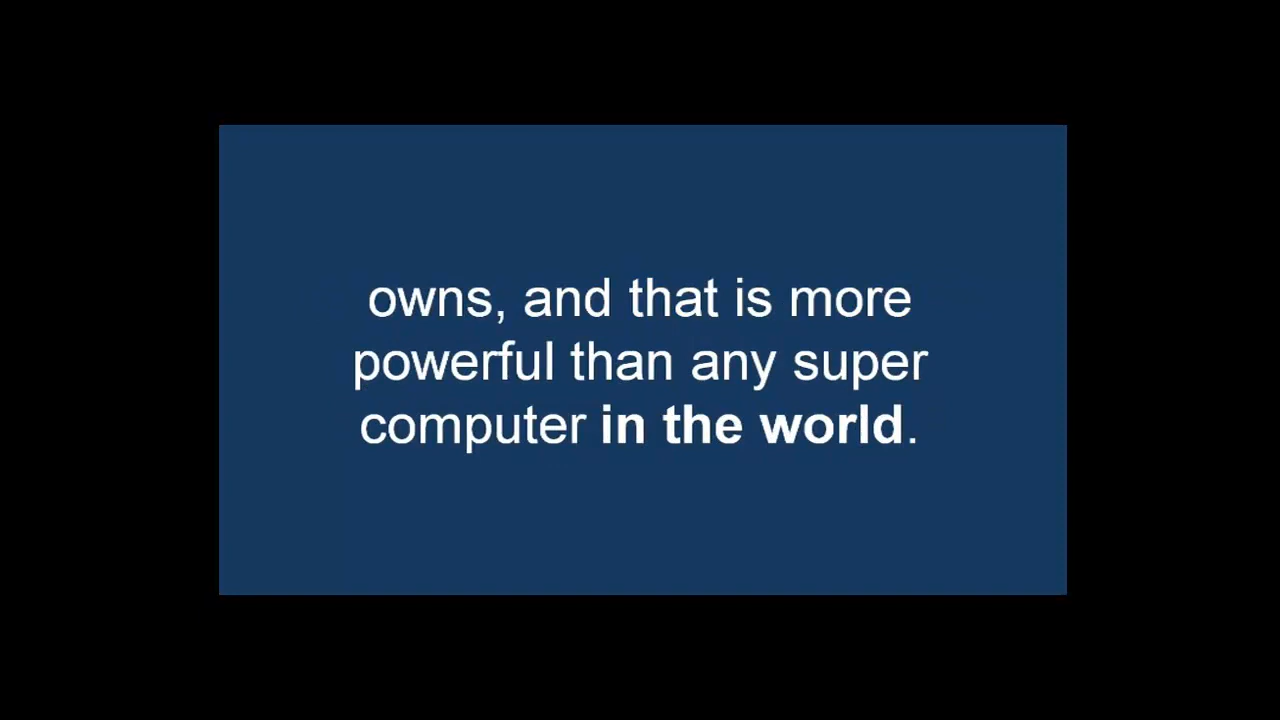 owns, and that is more
powerful than any super
computer in the world.